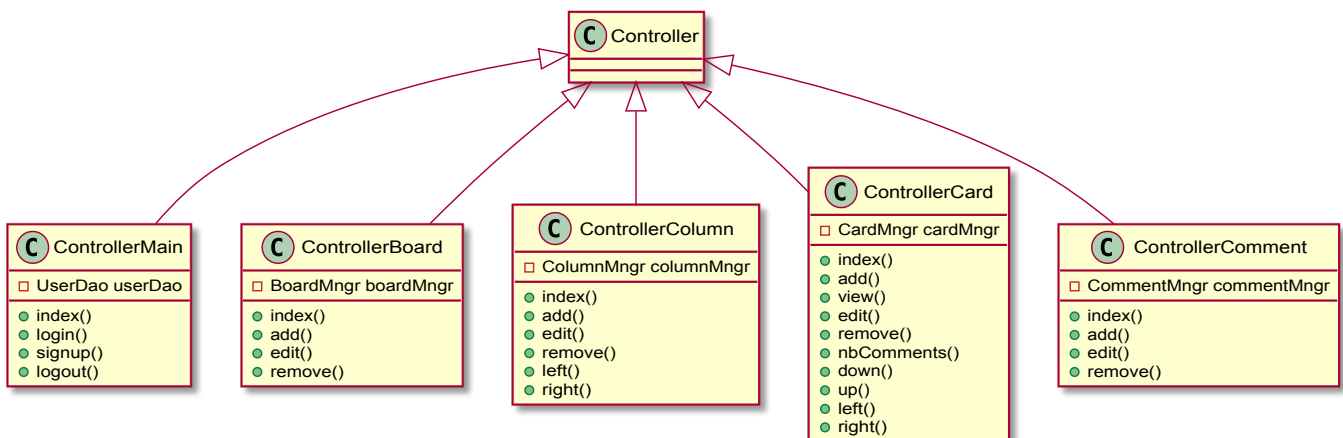 C Controller
C ControllerMain
UserDao userDao
index()
login()
signup()
logout()
C ControllerBoard
BoardMngr boardMngr
index()
add()
edit()
remove()
C ControllerColumn
ColumnMngr columnMngr
index()
add()
edit()
remove()
left()
right()
C ControllerCard
CardMngr cardMngr
index()
add()
view()
edit()
remove()
nbComments()
down()
up()
left()
right()
C ControllerComment
CommentMngr commentMngr
index()
add()
edit()
remove()